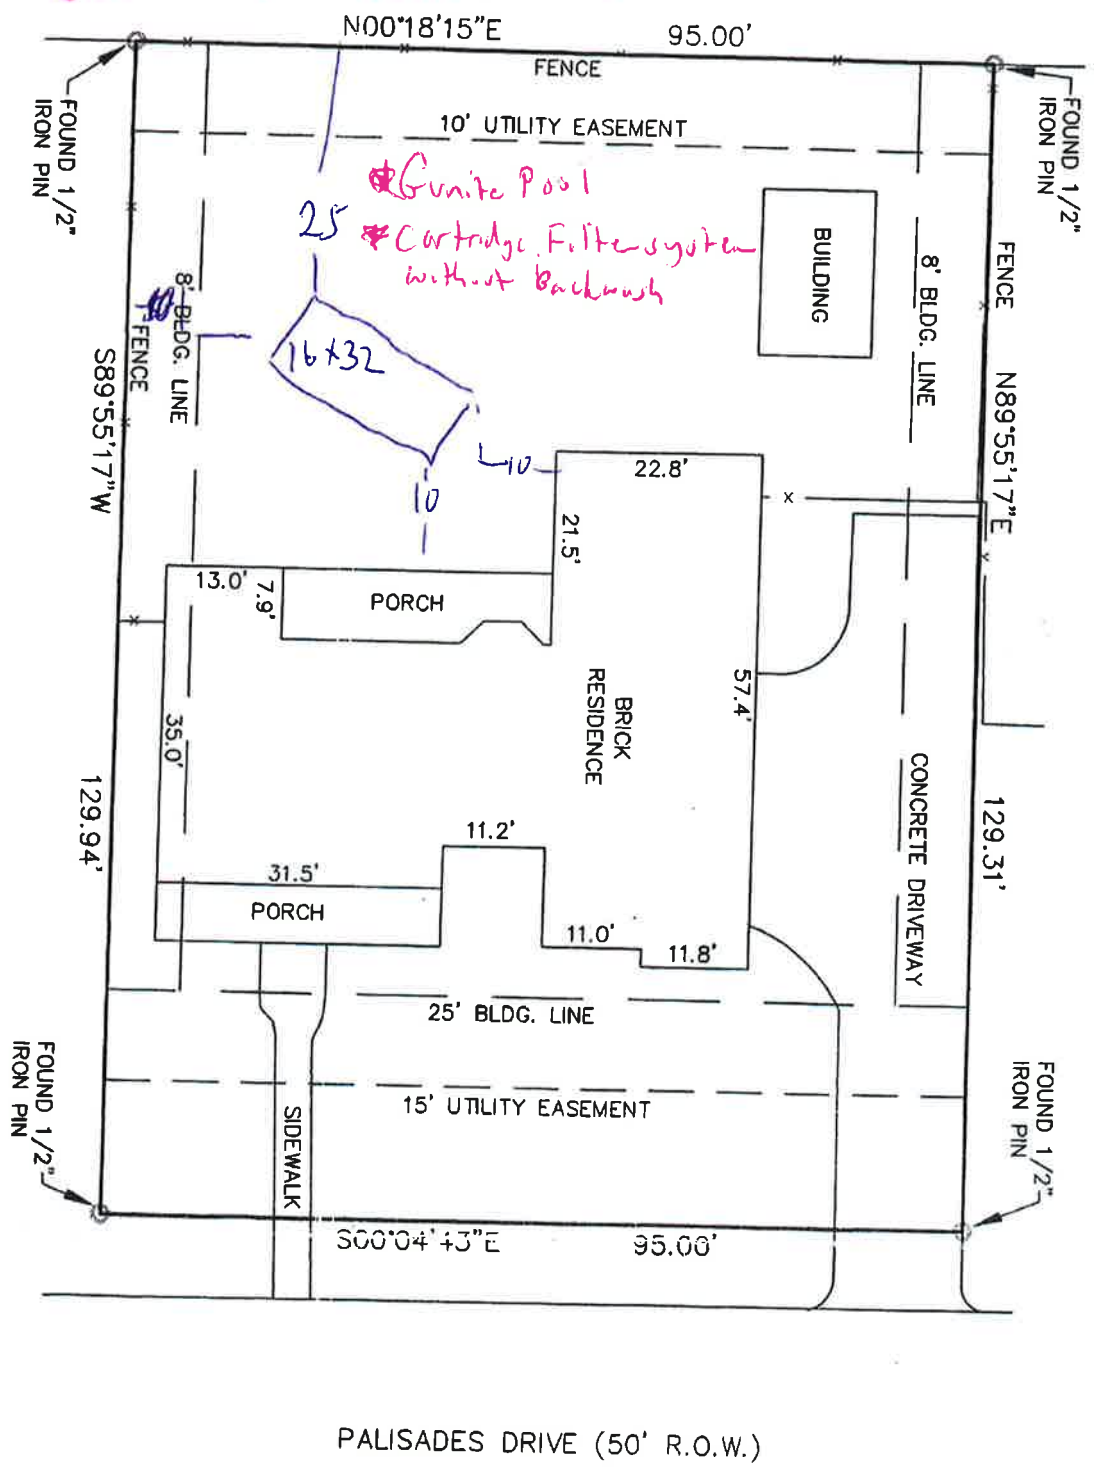 N00°18'15"E 95.00'
FENCE
FOUND 1/2"
IRON PIN
FOUND 1/2"
IRON PIN
10' UTILITY EASEMENT
* Gunite Pool
* Cartridge Filter system
without Backwash
25
BUILDING
8' BLDG. LINE
FENCE
N89°55'17"E
129.31'
8' BLDG. LINE
FENCE
S89°55'17"W
129.94'
16x32
10
10
22.8'
21.5'
13.0'
7.9'
PORCH
BRICK
RESIDENCE
57.4'
35.0'
CONCRETE DRIVEWAY
11.2'
31.5'
PORCH
11.0'
11.8'
25' BLDG. LINE
15' UTILITY EASEMENT
SIDEWALK
FOUND 1/2"
IRON PIN
FOUND 1/2"
IRON PIN
S00°04'43"E 95.00'
PALISADES DRIVE (50' R.O.W.)